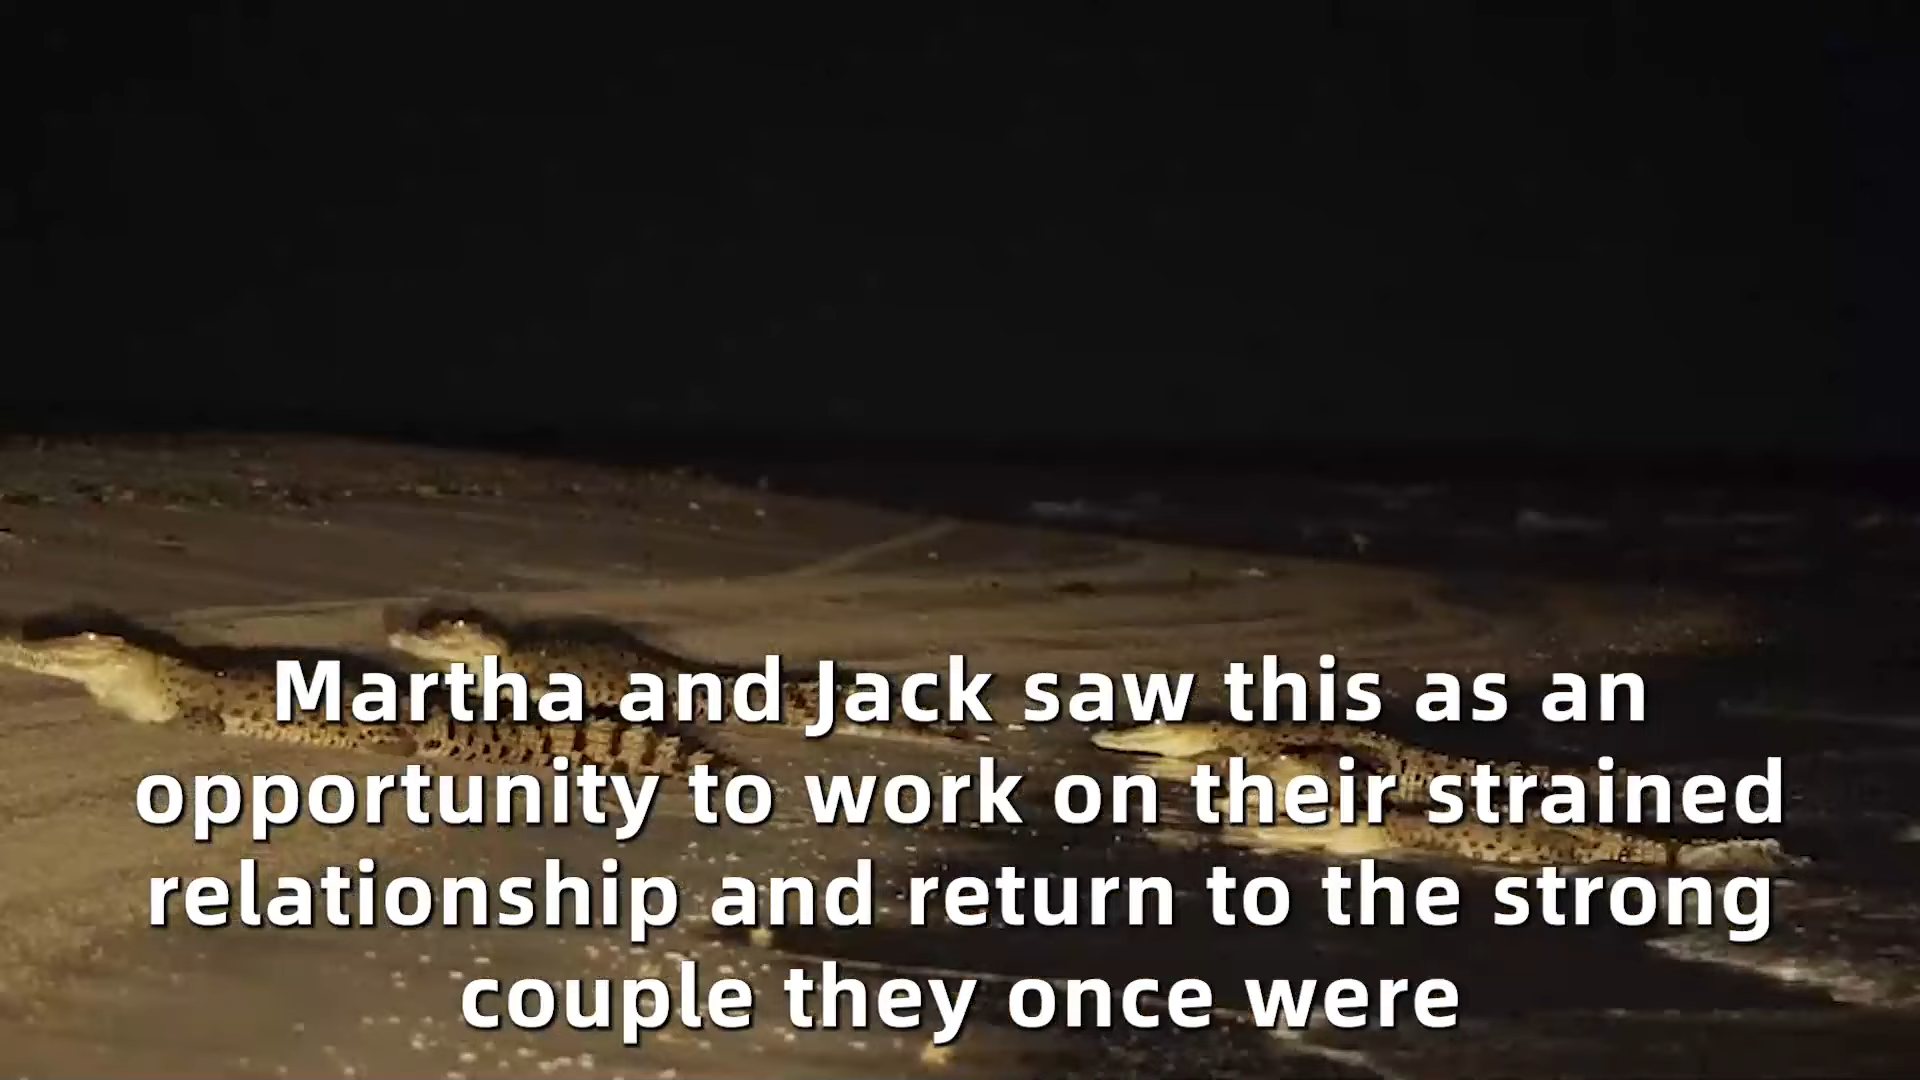 Martha and Jack saw this as an
opportunity to work on their strained
relationship and return to the strong
couple they once were